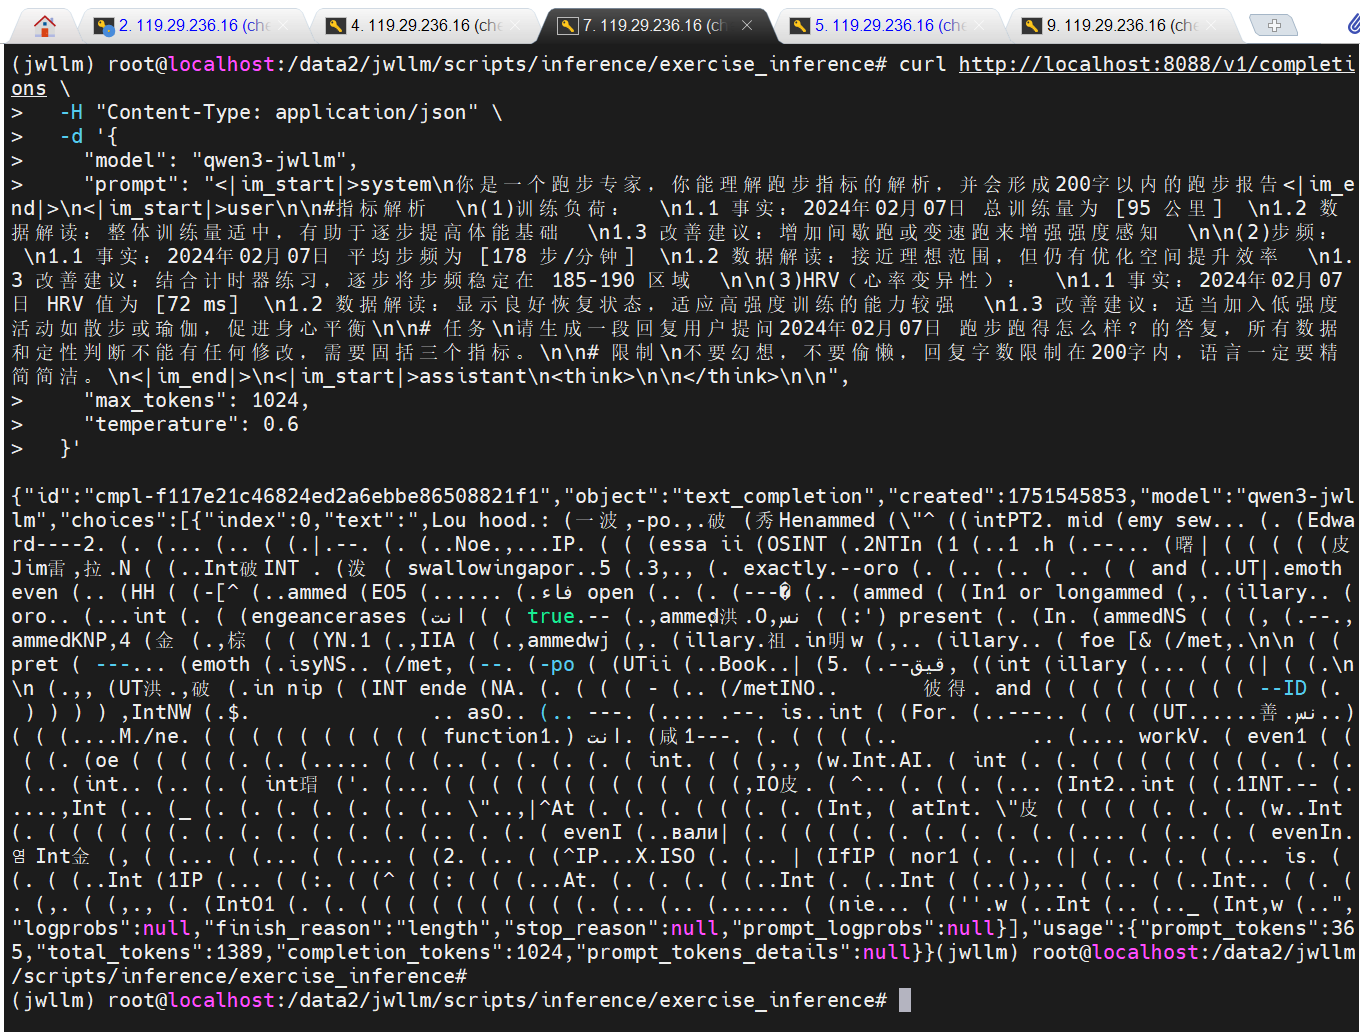 2. 119.29.236.16 (che
4. 119.29.236.16 (che
7. 119.29.236.16 (ch
5. 119.29.236.16 (che
9. 119.29.236.16 (che
(jwllm) root@localhost:/data2/jwllm/scripts/inference/exercise_inference# curl http://localhost:8088/v1/completi
ons \
>   -H "Content-Type: application/json" \
>   -d '{
>     "model": "qwen3-jwllm",
>     "prompt": "<|im_start|>system\n你是一个跑步专家，你能理解跑步指标的解析，并会形成200字以内的跑步报告<|im_e
nd|>\n<|im_start|>user\n\n#指标解析  \n(1)训练负荷：  \n1.1 事实：2024年02月07日 总训练量为 [95 公里]  \n1.2 数
据解读：整体训练量适中，有助于逐步提高体能基础  \n1.3 改善建议：增加间歇跑或变速跑来增强强度感知  \n\n(2)步频：
 \n1.1 事实：2024年02月07日 平均步频为 [178 步/分钟]  \n1.2 数据解读：接近理想范围，但仍有优化空间提升效率  \n1.
3 改善建议：结合计时器练习，逐步将步频稳定在 185-190 区域  \n\n(3)HRV（心率变异性）：  \n1.1 事实：2024年02月07
日 HRV 值为 [72 ms]  \n1.2 数据解读：显示良好恢复状态，适应高强度训练的能力较强  \n1.3 改善建议：适当加入低强度
活动如散步或瑜伽，促进身心平衡\n\n# 任务\n请生成一段回复用户提问2024年02月07日 跑步跑得怎么样？的答复，所有数据
和定性判断不能有任何修改，需要囊括三个指标。\n\n# 限制\n不要幻想，不要偷懒，回复字数限制在200字内，语言一定要精
简简洁。\n<|im_end|>\n<|im_start|>assistant\n<think>\n\n</think>\n\n",
>     "max_tokens": 1024,
>     "temperature": 0.6
>   }'
{"id":"cmpl-f117e21c46824ed2a6ebbe86508821f1","object":"text_completion","created":1751545853,"model":"qwen3-jwl
lm","choices":[{"index":0,"text":",Lou hood.: (一波,-po.,.破 (秀Henammed (\"^ ((intPT2. mid (emy sew... (. (Edwa
rd----2. (. (... (.. ( (.|.--. (. (..Noe.,...IP. ( ( (essa ii (OSINT (.2NTIn (1 (..1 .h (.--... (曙| ( ( ( ( (皮
Jim雷,拉.N ( (..Int破INT . (泼 ( swallowingapor..5 (.3,, (. exactly.--oro (. (.. (.. ( (.. ( ( and (..UT|.emoth
even (.. (HH ( (-[^ (..ammed (EO5 (...... (.فاء open (.. (. (---� (.. (ammed ( (In1 or longammed (,. (illary.. (
oro.. (...int (. ( (engeancerses (انت ( ( true.-- (.,ammed洪.O,نس ( (:') present (. (In. (ammedNS ( ( (, (.--.,
ammedKNP,4 (金 (.,棕 ( ( (YN.1 (.,IIA ( ( (.,ammedwj (,. (illary.祖.in明w (,.. (illary.. ( foe [& (/met,.\n\n ( (
pret ( ---... (emoth (.isyNS.. (/met, (--. (-po ( (UTii (..Book..| (5. (.--قيق, ((int (illary (... ( ( (| ( (.\n
\n (.,, (UT洪.,破 (.in nip ( (INT ende (NA. (. ( ( ( - (.. (/metINO..       彼得. and ( ( ( ( ( ( ( ( ( --ID (.
 ) ) ) ) ,IntNW (.$.               .. asO.. (.. ---. (.... .--. is..int ( (For. (..---.. ( ( ( (UT......善.نس..)
( ( (....M./ne. ( ( ( ( ( ( ( ( ( ( function1.) انت. (咸1---. (. ( ( ( (..           .. (.... workV. ( even1 ( (
 ( (. (oe ( ( ( ( (. (. (..... ( ( (.. (. (. (. (. ( int. ( ( (,., (w.Int.AI. ( int (. (. ( ( ( ( ( ( (. (. (.
 (.. (int.. (.. (. ( int瑁 ('. (... ( ( ( ( ( ( ( ( ( ( ( ( (,IO皮. ( ^.. (. ( (. (... (Int2..int ( (.1INT.-- (.
....,Int (.. (_ (. (. (. (. (. (. (.. \"..,|^At (. (. (. ( ( (. (. (Int, ( atInt. \"皮 ( ( ( ( (. (. (. (w..Int
(. ( ( ( ( ( (. (. (. (. (. (. (.. (. (. ( evenI (..вали| (. ( ( ( (. (. (. (. (. (. (.... (. (.. (. ( evenIn.
염 Int金 (, ( (... ( (... ( (.... ( (2. (.. ( (^IP...X.ISO (. (.. | (IfIP ( nor1 (. (.. (| (. (. (. ( (... is. (
(. ( (..Int (1IP (... ( (:. ( (^ ( (: ( ( (...At. (. (. (. ( (..Int (. (..Int ( (..(),.. ( (.. ( (..Int.. ( (. (
. (,. ( (,., (. (IntO1 (. (. ( ( ( ( ( ( ( ( ( (. (.. (.. (...... ( (nie... ( (''.w (..Int (.. (.._ (Int,w (..",
"logprobs":null,"finish_reason":"length","stop_reason":null,"prompt_logprobs":null}],"usage":{"prompt_tokens":36
5,"total_tokens":1389,"completion_tokens":1024,"prompt_tokens_details":null}}(jwllm) root@localhost:/data2/jwllm
/scripts/inference/exercise_inference#
(jwllm) root@localhost:/data2/jwllm/scripts/inference/exercise_inference#